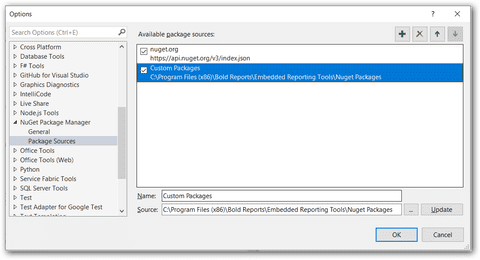 Options
Search Options (Ctrl+E)
Cross Platform
Database Tools
F# Tools
GitHub for Visual Studio
Graphics Diagnostics
IntelliCode
Live Share
Node.js Tools
NuGet Package Manager
General
Package Sources
Office Tools
Office Tools (Web)
Python
Service Fabric Tools
SQL Server Tools
Test
Test Adapter for Google Test
Text Templating
Available package sources:
nuget.org
https://api.nuget.org/v3/index.json
Custom Packages
C:\Program Files (x86)\Bold Reports\Embedded Reporting Tools\Nuget Packages
Name: Custom Packages
Source: C:\Program Files (x86)\Bold Reports\Embedded Reporting Tools\Nuget Packages ... Update
OK Cancel